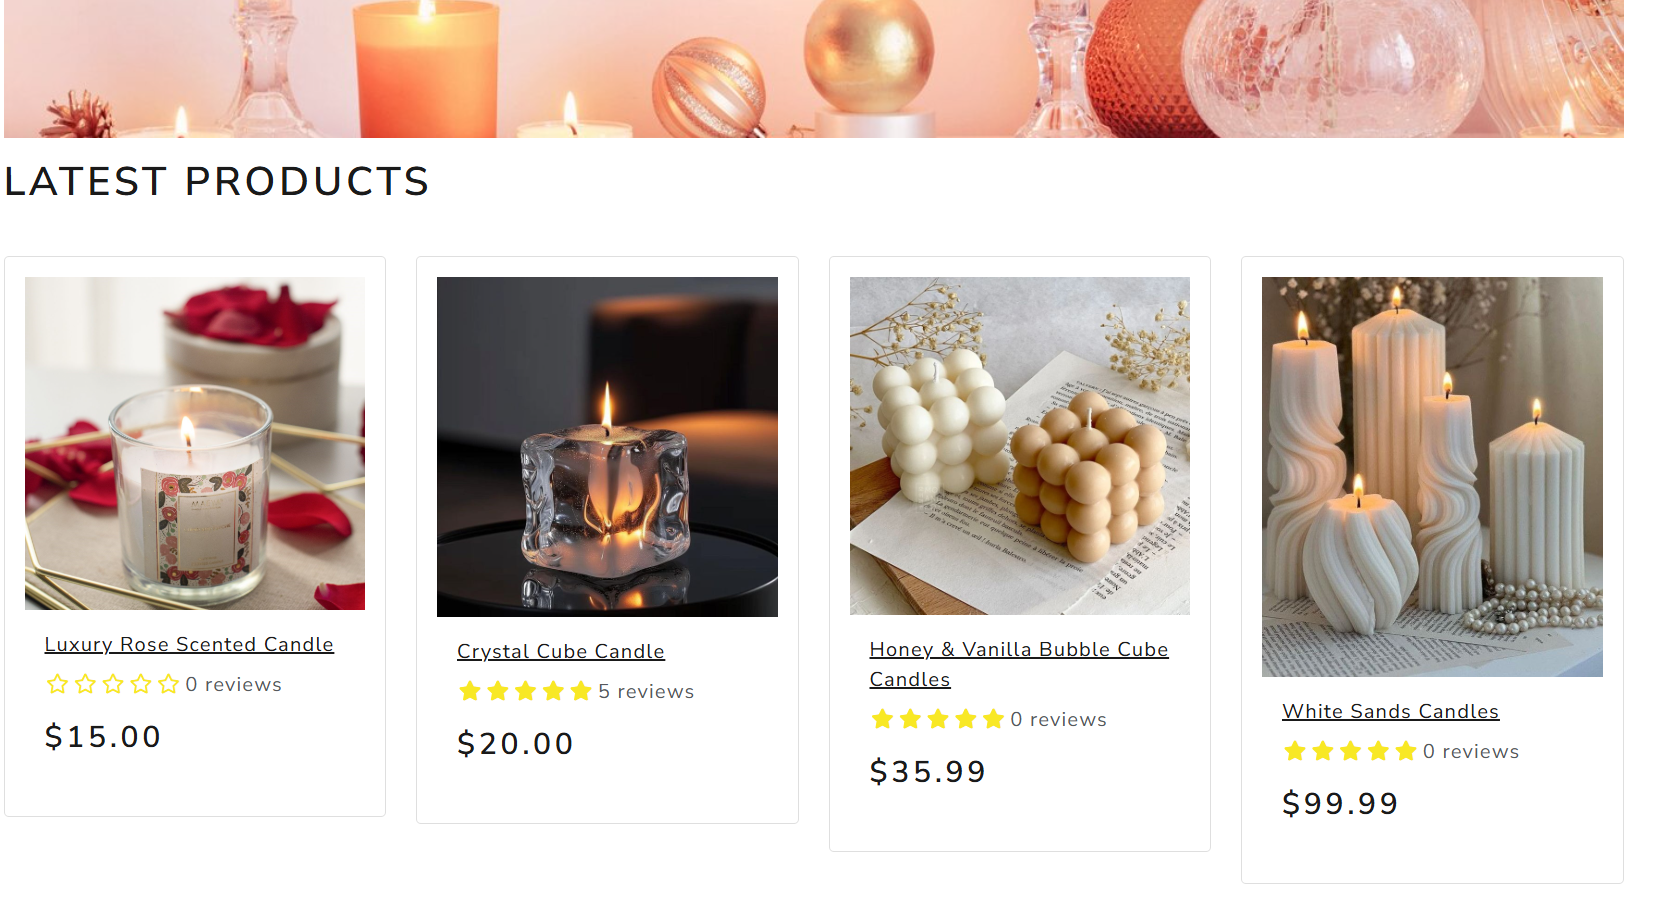 LATEST PRODUCTS
Luxury Rose Scented Candle
0 reviews
$15.00
Crystal Cube Candle
5 reviews
$20.00
Honey & Vanilla Bubble Cube
Candles
0 reviews
$35.99
White Sands Candles
0 reviews
$99.99